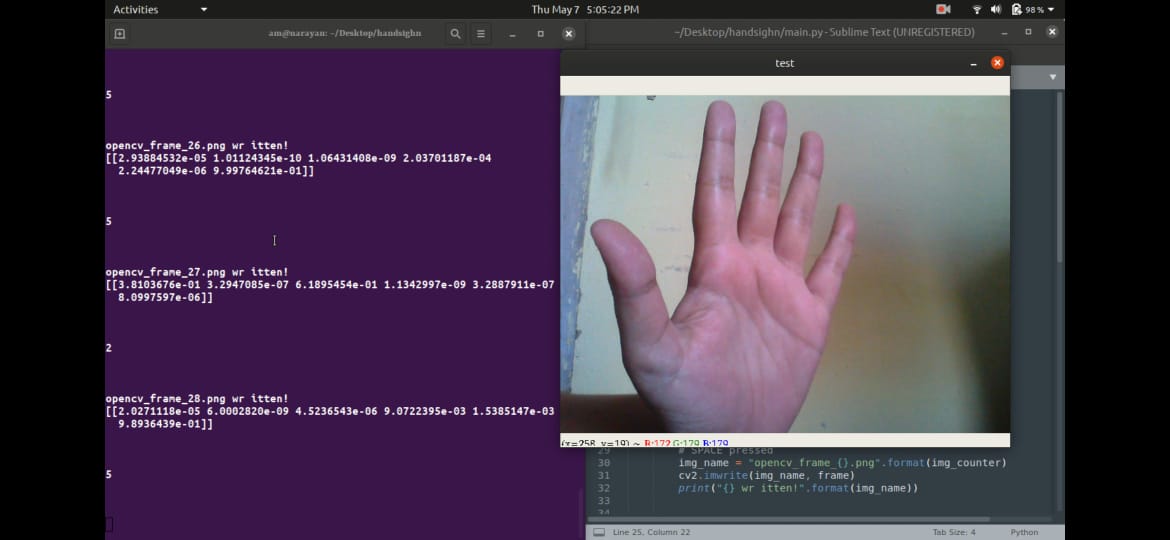 Activities
Thu May 7 5:05:22 PM
98 %
am@narayan: ~/Desktop/handsighn
~/Desktop/handsighn/main.py - Sublime Text (UNREGISTERED)
test
5
opencv_frame_26.png wr itten!
[[2.93884532e-05 1.01124345e-10 1.06431408e-09 2.03701187e-04
2.24477049e-06 9.99764621e-01]]
5
opencv_frame_27.png wr itten!
[[3.8103676e-01 3.2947085e-07 6.1895454e-01 1.1342997e-09 3.2887911e-07
8.0997597e-06]]
2
opencv_frame_28.png wr itten!
[[2.0271118e-05 6.0002820e-09 4.5236543e-06 9.0722395e-03 1.5385147e-03
9.8936439e-01]]
5
(x=258, y=19) ~ R:172 G:179 B:179
29 # SPACE pressed
30 img_name = "opencv_frame_{}.png".format(img_counter)
31 cv2.imwrite(img_name, frame)
32 print("{} wr itten!".format(img_name))
33
34
Line 25, Column 22
Tab Size: 4
Python